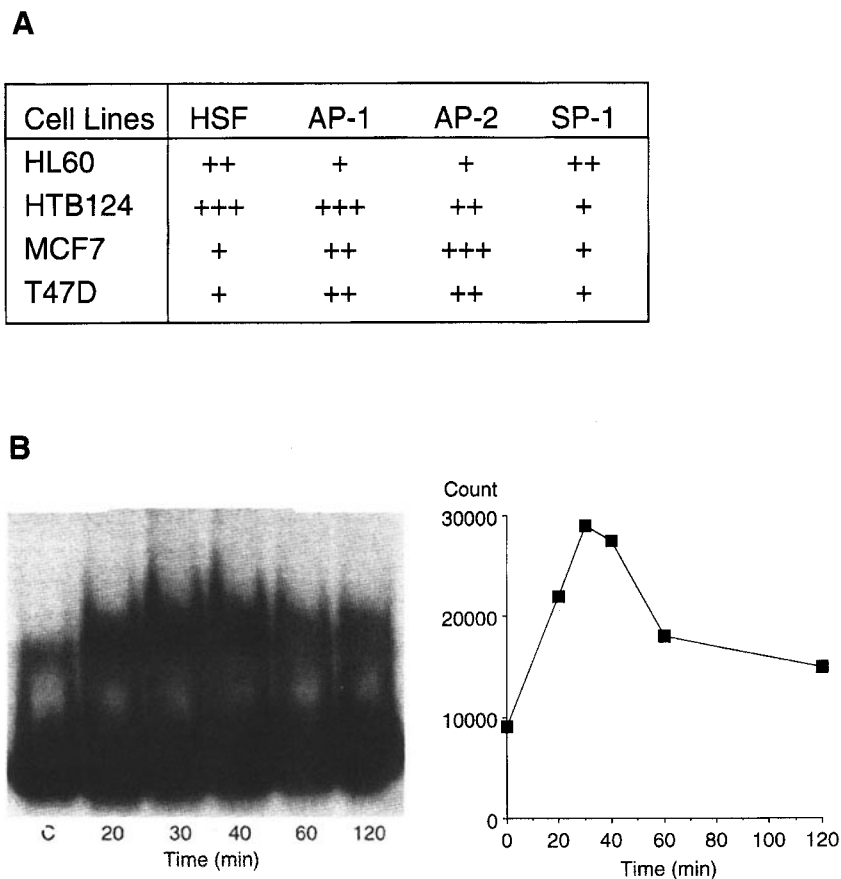 A
Cell Lines HSF AP-1 AP-2 SP-1
HL60 ++ + + ++
HTB124 +++ +++ ++ +
MCF7 + ++ +++ +
T47D + ++ ++ +
B
C 20 30 40 60 120
Time (min)
Count
30000
20000
10000
0
0 20 40 60 80 100 120
Time (min)